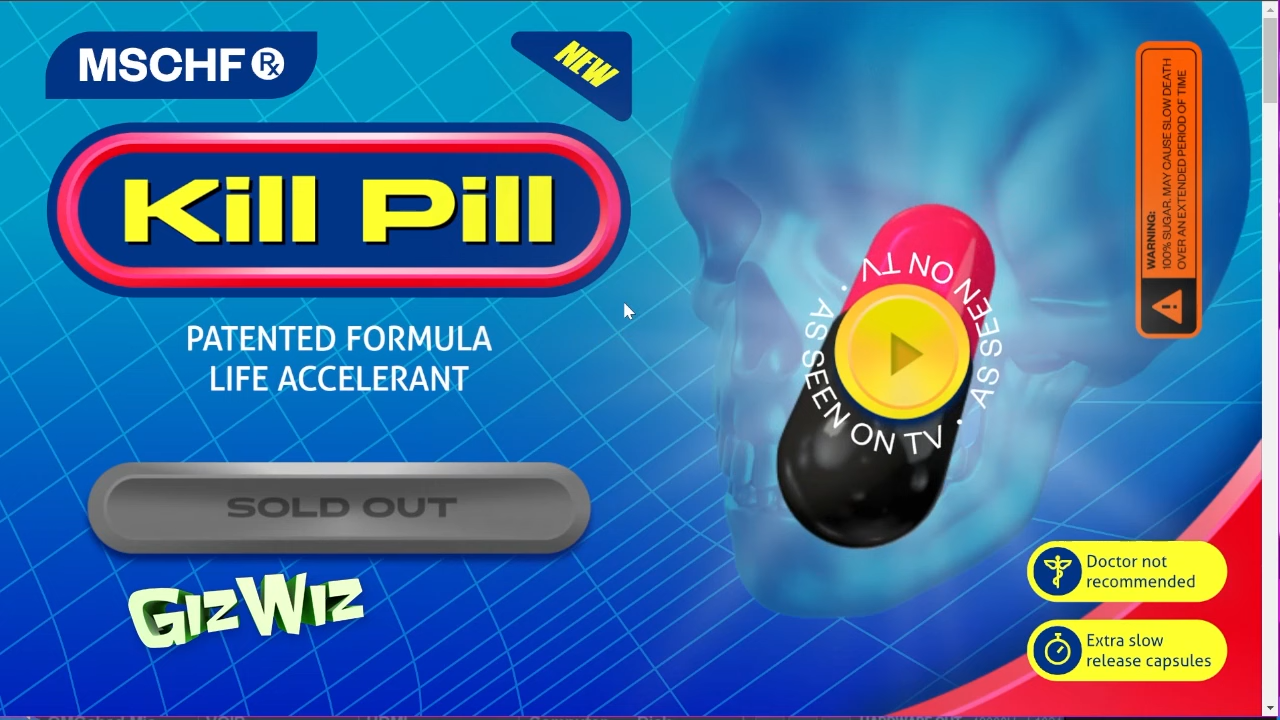 MSCHF Rx
NEW
Kill Pill
PATENTED FORMULA
LIFE ACCELERANT
SOLD OUT
GIZWIZ
AS SEEN ON TV · AS SEEN ON TV ·
WARNING:
100% SUGAR. MAY CAUSE SLOW DEATH
OVER AN EXTENDED PERIOD OF TIME
Doctor not
recommended
Extra slow
release capsules